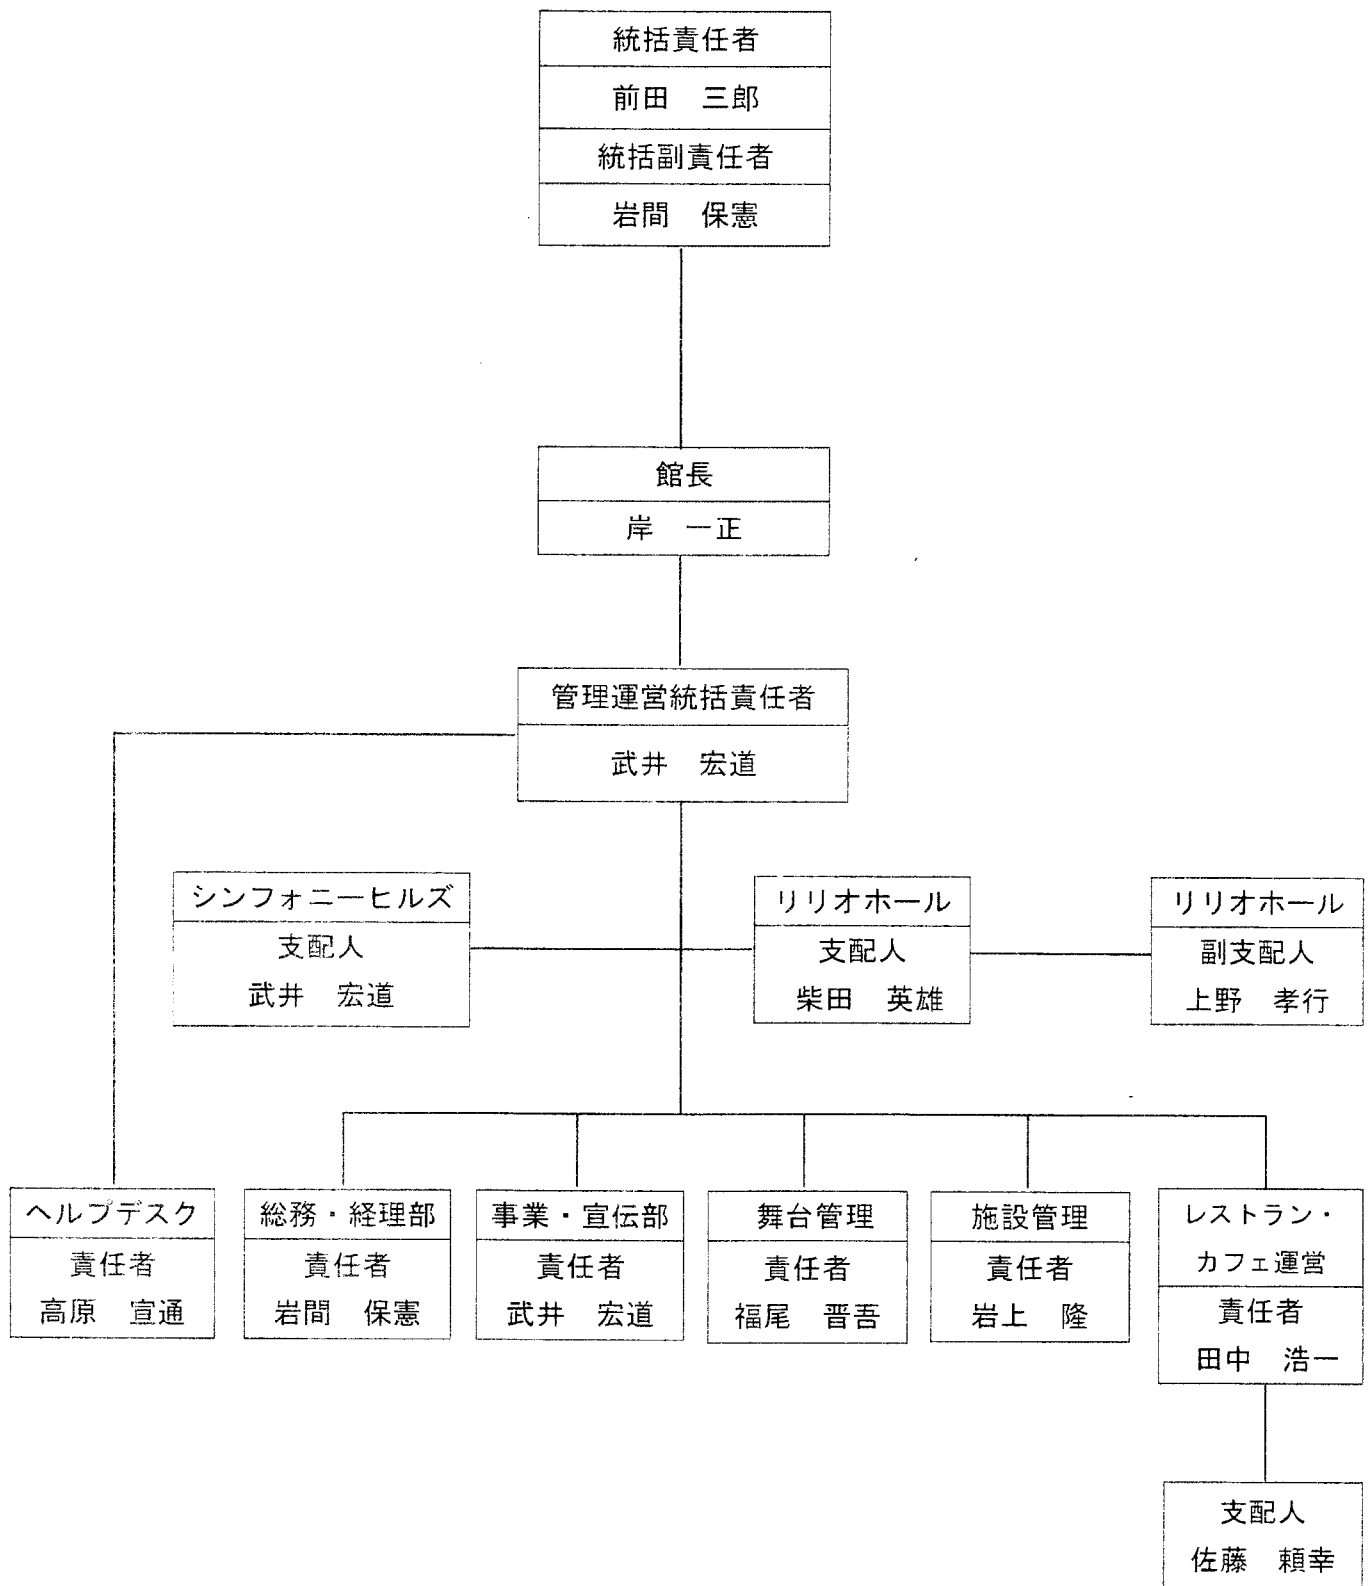 統括責任者
前田　三郎
統括副責任者
岩間　保憲
館長
岸　一正
管理運営統括責任者
武井　宏道
シンフォニーヒルズ
支配人
武井　宏道
リリオホール
支配人
柴田　英雄
リリオホール
副支配人
上野　孝行
ヘルプデスク
責任者
高原　宣通
総務・経理部
責任者
岩間　保憲
事業・宣伝部
責任者
武井　宏道
舞台管理
責任者
福尾　晋吾
施設管理
責任者
岩上　隆
レストラン・
カフェ運営
責任者
田中　浩一
支配人
佐藤　頼幸